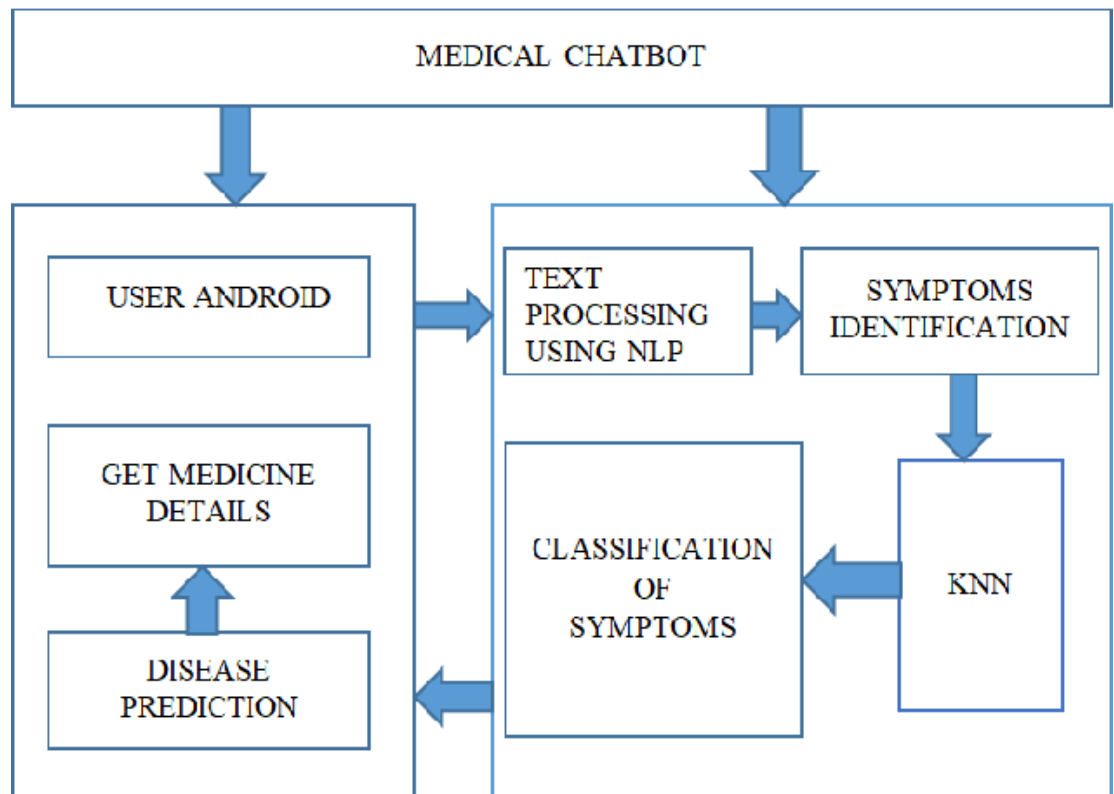 MEDICAL CHATBOT
USER ANDROID
TEXT
PROCESSING
USING NLP
SYMPTOMS
IDENTIFICATION
GET MEDICINE
DETAILS
CLASSIFICATION
OF
SYMPTOMS
KNN
DISEASE
PREDICTION